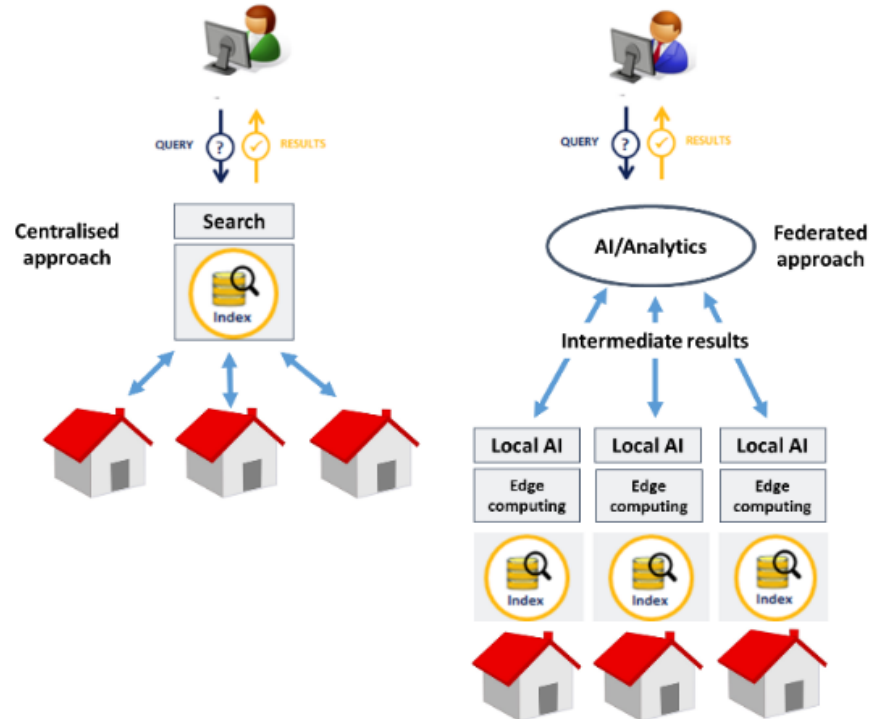 QUERY
?
RESULTS
Centralised
approach
Search
Index
QUERY
?
RESULTS
AI/Analytics
Federated
approach
Intermediate results
Local AI
Local AI
Local AI
Edge
computing
Edge
computing
Edge
computing
Index
Index
Index